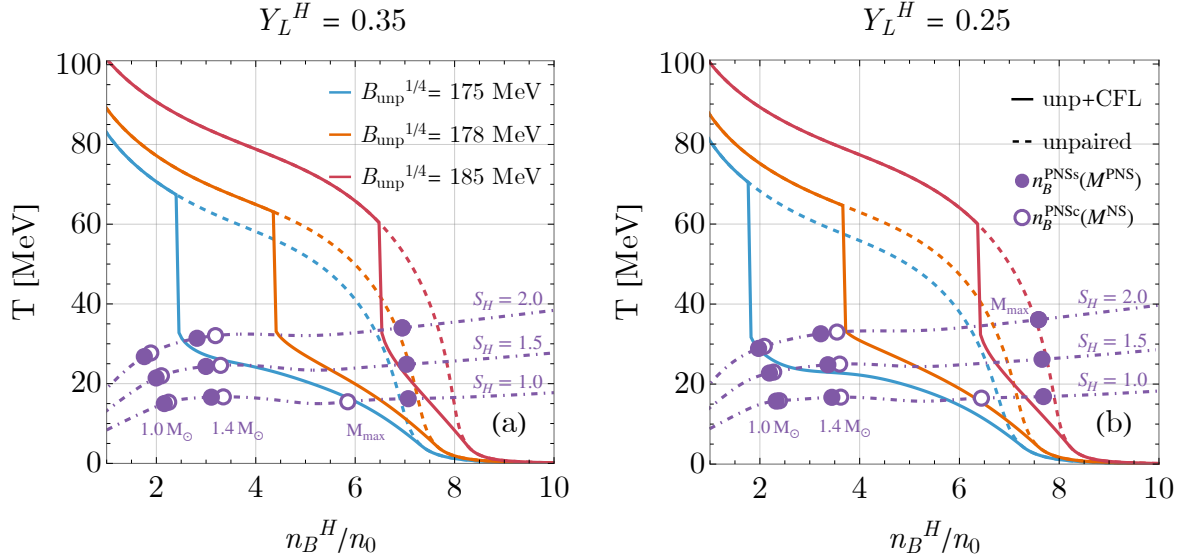 Y_L^H = 0.35
T [MeV]
100
80
60
40
20
0
B_unp^1/4 = 175 MeV
B_unp^1/4 = 178 MeV
B_unp^1/4 = 185 MeV
S_H = 2.0
S_H = 1.5
S_H = 1.0
1.0 M_⊙
1.4 M_⊙
M_max
(a)
2 4 6 8 10
n_B^H/n_0
Y_L^H = 0.25
T [MeV]
100
80
60
40
20
0
unp+CFL
unpaired
n_B^PNSs(M^PNS)
n_B^PNSc(M^NS)
M_max
S_H = 2.0
S_H = 1.5
S_H = 1.0
1.0 M_⊙
1.4 M_⊙
(b)
2 4 6 8 10
n_B^H/n_0